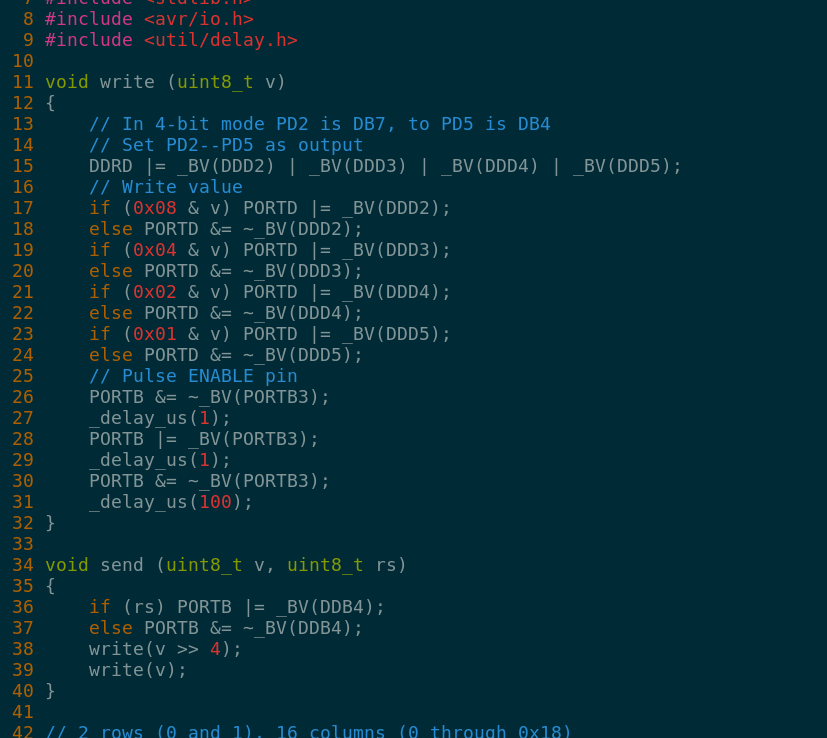 7 #include <stdlib.h>
8 #include <avr/io.h>
9 #include <util/delay.h>
10
11 void write (uint8_t v)
12 {
13     // In 4-bit mode PD2 is DB7, to PD5 is DB4
14     // Set PD2--PD5 as output
15     DDRD |= _BV(DDD2) | _BV(DDD3) | _BV(DDD4) | _BV(DDD5);
16     // Write value
17     if (0x08 & v) PORTD |= _BV(DDD2);
18     else PORTD &= ~_BV(DDD2);
19     if (0x04 & v) PORTD |= _BV(DDD3);
20     else PORTD &= ~_BV(DDD3);
21     if (0x02 & v) PORTD |= _BV(DDD4);
22     else PORTD &= ~_BV(DDD4);
23     if (0x01 & v) PORTD |= _BV(DDD5);
24     else PORTD &= ~_BV(DDD5);
25     // Pulse ENABLE pin
26     PORTB &= ~_BV(PORTB3);
27     _delay_us(1);
28     PORTB |= _BV(PORTB3);
29     _delay_us(1);
30     PORTB &= ~_BV(PORTB3);
31     _delay_us(100);
32 }
33
34 void send (uint8_t v, uint8_t rs)
35 {
36     if (rs) PORTB |= _BV(DDB4);
37     else PORTB &= ~_BV(DDB4);
38     write(v >> 4);
39     write(v);
40 }
41
42 // 2 rows (0 and 1), 16 columns (0 through 0x18)